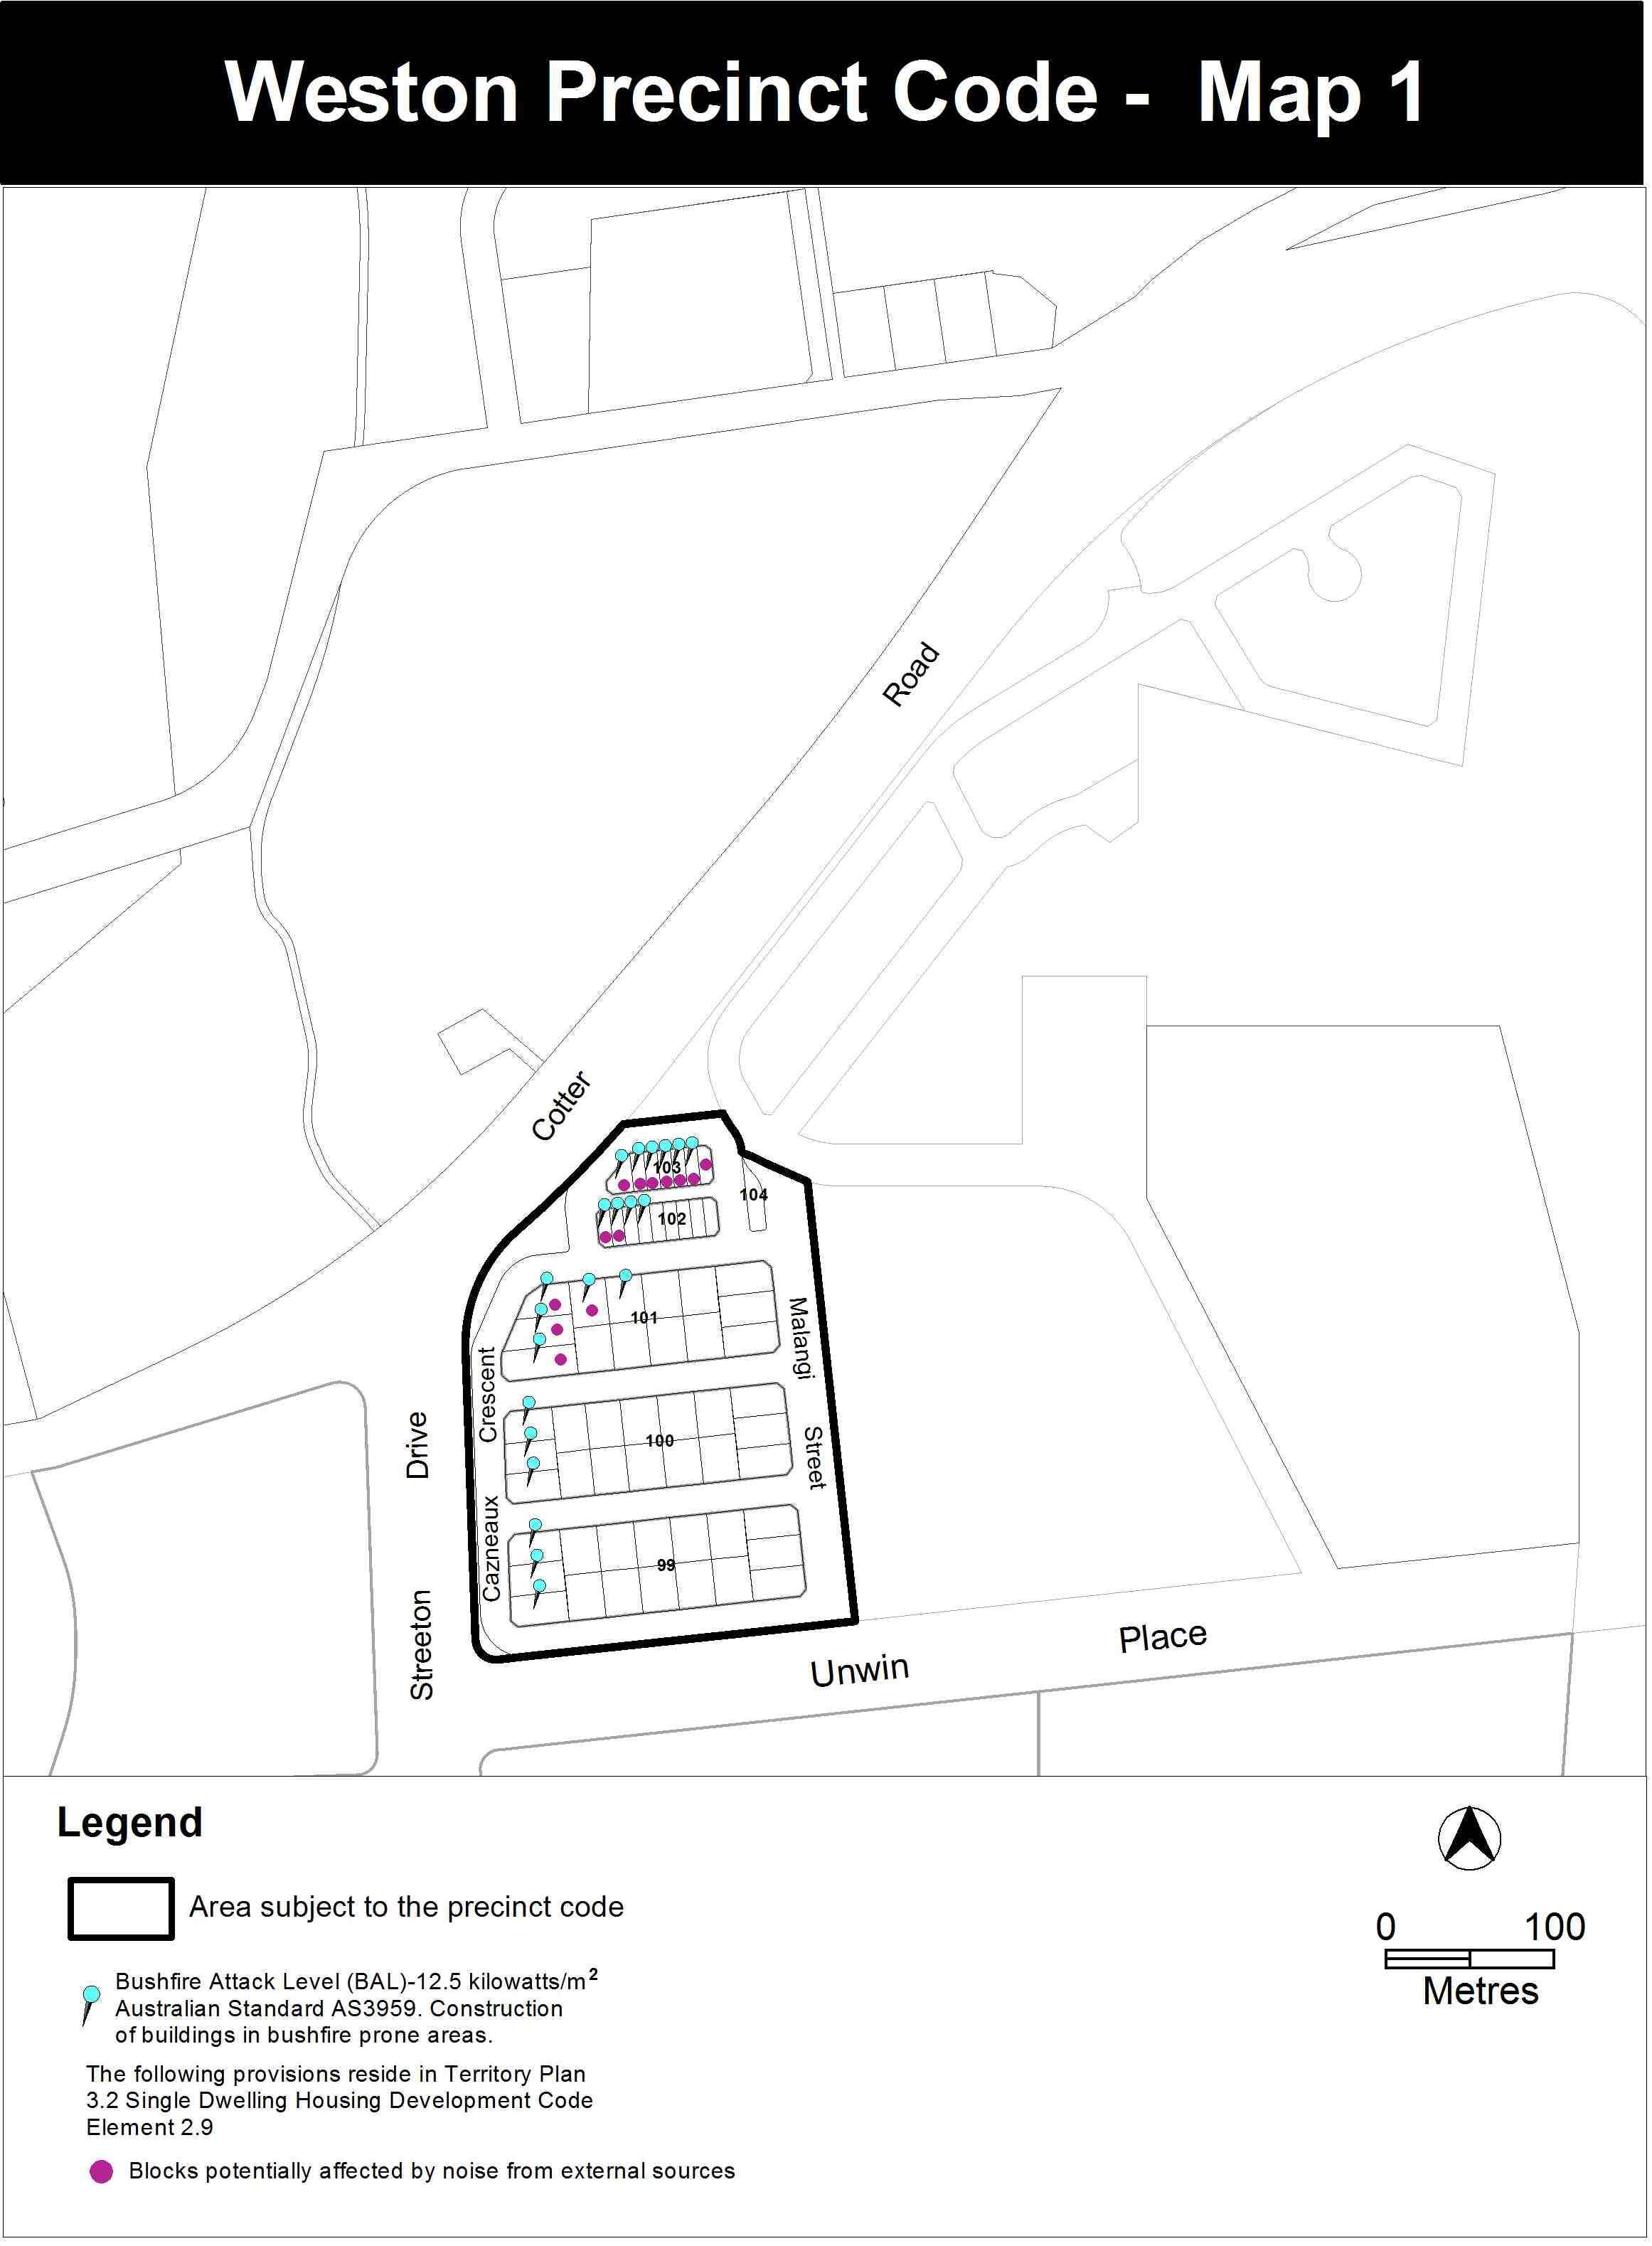 Weston Precinct Code - Map 1
Road
Cotter
103
104
102
101
Malangi
Crescent
100
Drive
Street
Cazneaux
99
Streeton
Place
Unwin
Legend
Area subject to the precinct code
Bushfire Attack Level (BAL)-12.5 kilowatts/m²
Australian Standard AS3959. Construction
of buildings in bushfire prone areas.
The following provisions reside in Territory Plan
3.2 Single Dwelling Housing Development Code
Element 2.9
Blocks potentially affected by noise from external sources
0 100
Metres